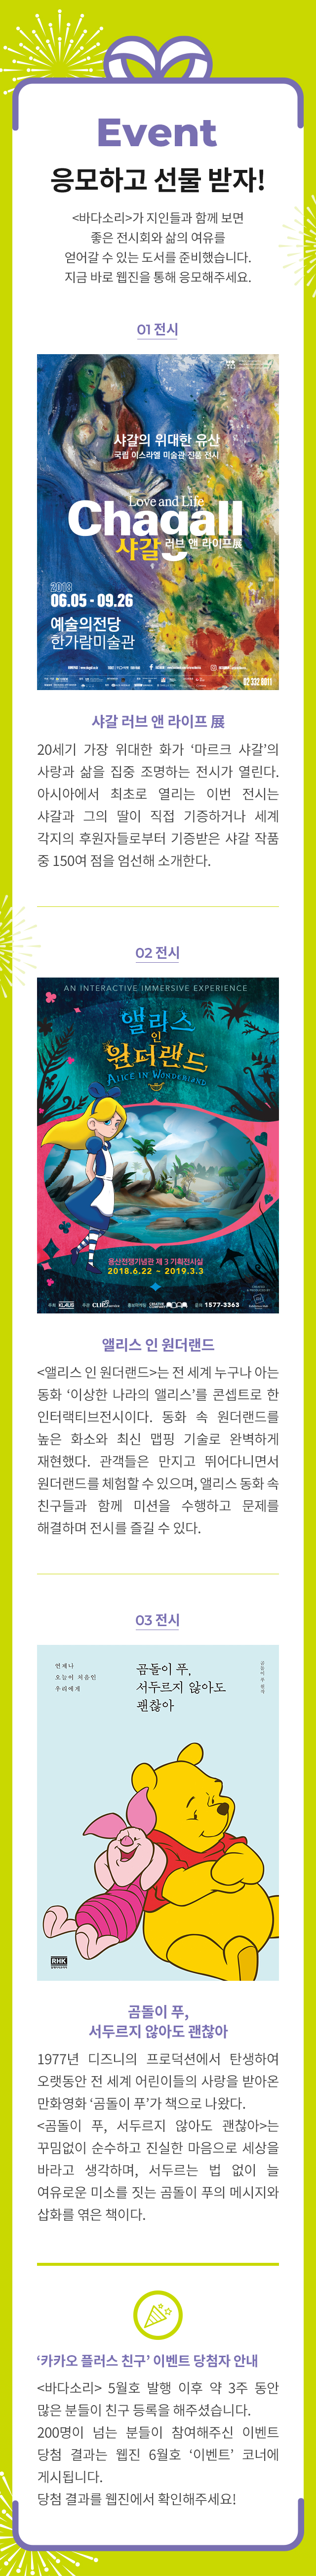 Event
응모하고 선물 받자!
<바다소리>가 지인들과 함께 보면
좋은 전시회와 삶의 여유를
얻어갈 수 있는 도서를 준비했습니다.
지금 바로 웹진을 통해 응모해주세요.
01 전시
샤갈의 위대한 유산
국립 이스라엘 미술관 진품 전시
Love and Life
Chagall
샤갈 러브 앤 라이프展
2018
06.05 - 09.26
예술의전당
한가람미술관
02 332 8011
샤갈 러브 앤 라이프 展
20세기 가장 위대한 화가 ‘마르크 샤갈’의
사랑과 삶을 집중 조명하는 전시가 열린다.
아시아에서 최초로 열리는 이번 전시는
샤갈과 그의 딸이 직접 기증하거나 세계
각지의 후원자들로부터 기증받은 샤갈 작품
중 150여 점을 엄선해 소개한다.
02 전시
AN INTERACTIVE IMMERSIVE EXPERIENCE
앨리스
인
원더랜드
ALICE IN WONDERLAND
용산전쟁기념관 제 3 기획전시실
2018.6.22 ~ 2019.3.3
주최 KLAUS 주관 CLIP 문의 1577-3363
앨리스 인 원더랜드
<앨리스 인 원더랜드>는 전 세계 누구나 아는
동화 ‘이상한 나라의 앨리스’를 콘셉트로 한
인터랙티브전시이다. 동화 속 원더랜드를
높은 화소와 최신 맵핑 기술로 완벽하게
재현했다. 관객들은 만지고 뛰어다니면서
원더랜드를 체험할 수 있으며, 앨리스 동화 속
친구들과 함께 미션을 수행하고 문제를
해결하며 전시를 즐길 수 있다.
03 전시
언제나
오늘이 처음인
우리에게
곰돌이 푸,
서두르지 않아도
괜찮아
곰돌이 푸 원작
RHK
곰돌이 푸,
서두르지 않아도 괜찮아
1977년 디즈니의 프로덕션에서 탄생하여
오랫동안 전 세계 어린이들의 사랑을 받아온
만화영화 ‘곰돌이 푸’가 책으로 나왔다.
<곰돌이 푸, 서두르지 않아도 괜찮아>는
꾸밈없이 순수하고 진실한 마음으로 세상을
바라고 생각하며, 서두르는 법 없이 늘
여유로운 미소를 짓는 곰돌이 푸의 메시지와
삽화를 엮은 책이다.
‘카카오 플러스 친구’ 이벤트 당첨자 안내
<바다소리> 5월호 발행 이후 약 3주 동안
많은 분들이 친구 등록을 해주셨습니다.
200명이 넘는 분들이 참여해주신 이벤트
당첨 결과는 웹진 6월호 ‘이벤트’ 코너에
게시됩니다.
당첨 결과를 웹진에서 확인해주세요!